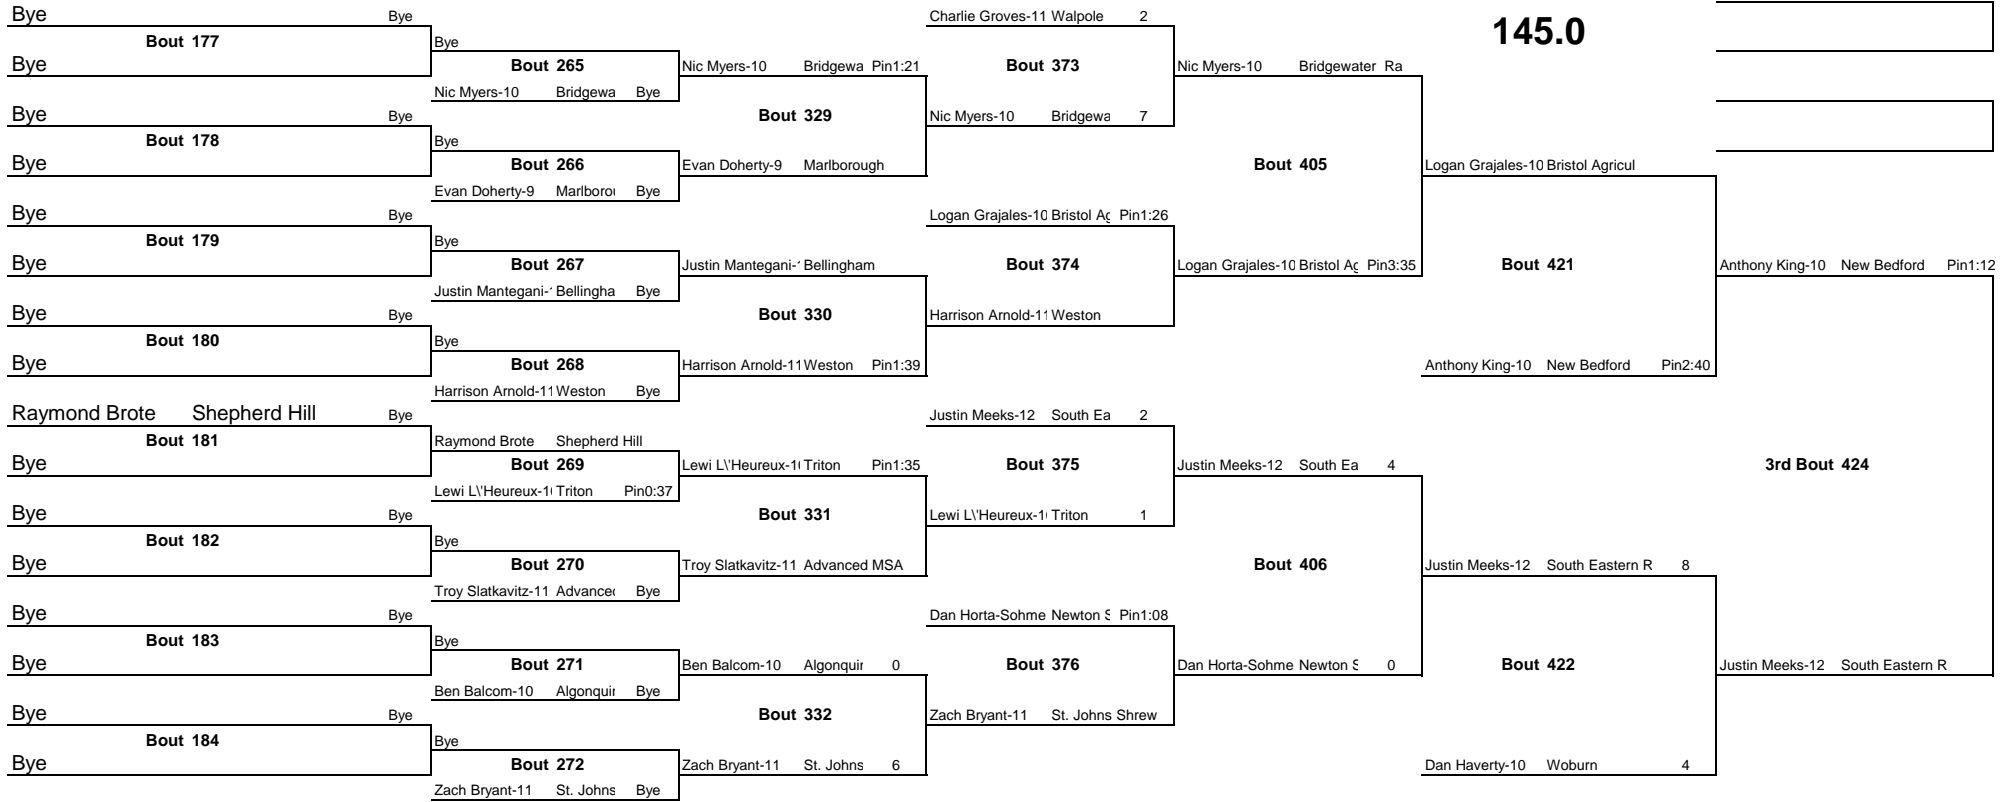 Bye Bye Charlie Groves-11 Walpole 2 145.0
Bout 177 Bye
Bye Bout 265 Nic Myers-10 Bridgewa Pin1:21 Bout 373 Nic Myers-10 Bridgewater Ra
Nic Myers-10 Bridgewa Bye
Bye Bye Bout 329 Nic Myers-10 Bridgewa 7
Bout 178 Bye
Bye Bout 266 Evan Doherty-9 Marlborough Bout 405 Logan Grajales-10 Bristol Agricul
Evan Doherty-9 Marlborou Bye
Bye Bye Logan Grajales-10 Bristol Ag Pin1:26
Bout 179 Bye
Bye Bout 267 Justin Mantegani- Bellingham Bout 374 Logan Grajales-10 Bristol Ag Pin3:35 Bout 421 Anthony King-10 New Bedford Pin1:12
Justin Mantegani- Bellingha Bye
Bye Bye Bout 330 Harrison Arnold-11 Weston
Bout 180 Bye
Bye Bout 268 Harrison Arnold-11 Weston Pin1:39 Anthony King-10 New Bedford Pin2:40
Harrison Arnold-11 Weston Bye
Raymond Brote Shepherd Hill Bye Justin Meeks-12 South Ea 2
Bout 181 Raymond Brote Shepherd Hill
Bye Bout 269 Lewi L\'Heureux-1 Triton Pin1:35 Bout 375 Justin Meeks-12 South Ea 4 3rd Bout 424
Lewi L\'Heureux-1 Triton Pin0:37
Bye Bye Bout 331 Lewi L\'Heureux-1 Triton 1
Bout 182 Bye
Bye Bout 270 Troy Slatkavitz-11 Advanced MSA Bout 406 Justin Meeks-12 South Eastern R 8
Troy Slatkavitz-11 Advanced Bye
Bye Bye Dan Horta-Sohme Newton S Pin1:08
Bout 183 Bye
Bye Bout 271 Ben Balcom-10 Algonquin 0 Bout 376 Dan Horta-Sohme Newton S 0 Bout 422 Justin Meeks-12 South Eastern R
Ben Balcom-10 Algonquin Bye
Bye Bye Bout 332 Zach Bryant-11 St. Johns Shrew
Bout 184 Bye
Bye Bout 272 Zach Bryant-11 St. Johns 6 Dan Haverty-10 Woburn 4
Zach Bryant-11 St. Johns Bye